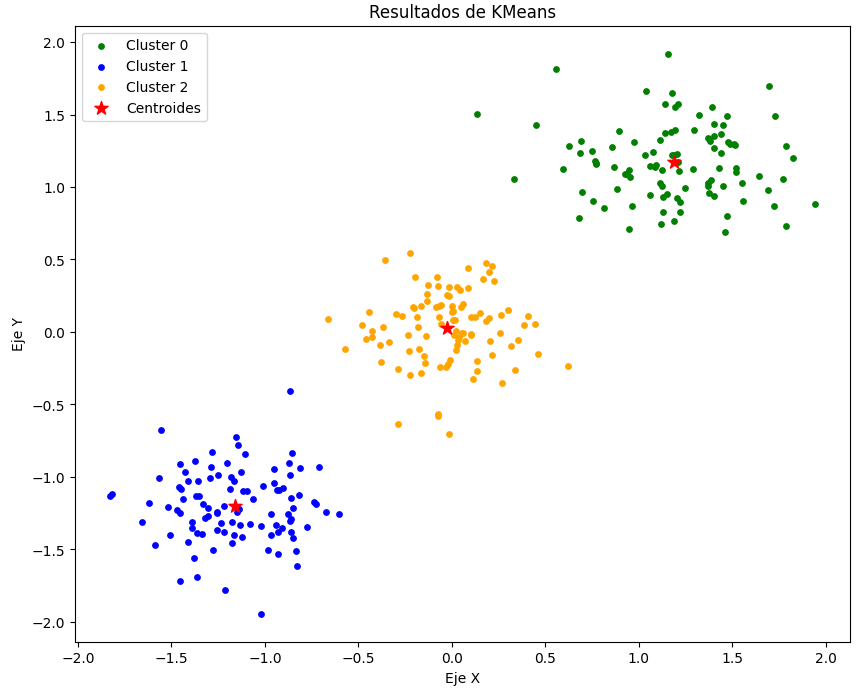 Resultados de KMeans
Cluster 0
Cluster 1
Cluster 2
Centroides
Eje Y
2.0
1.5
1.0
0.5
0.0
−0.5
−1.0
−1.5
−2.0
−2.0 −1.5 −1.0 −0.5 0.0 0.5 1.0 1.5 2.0
Eje X